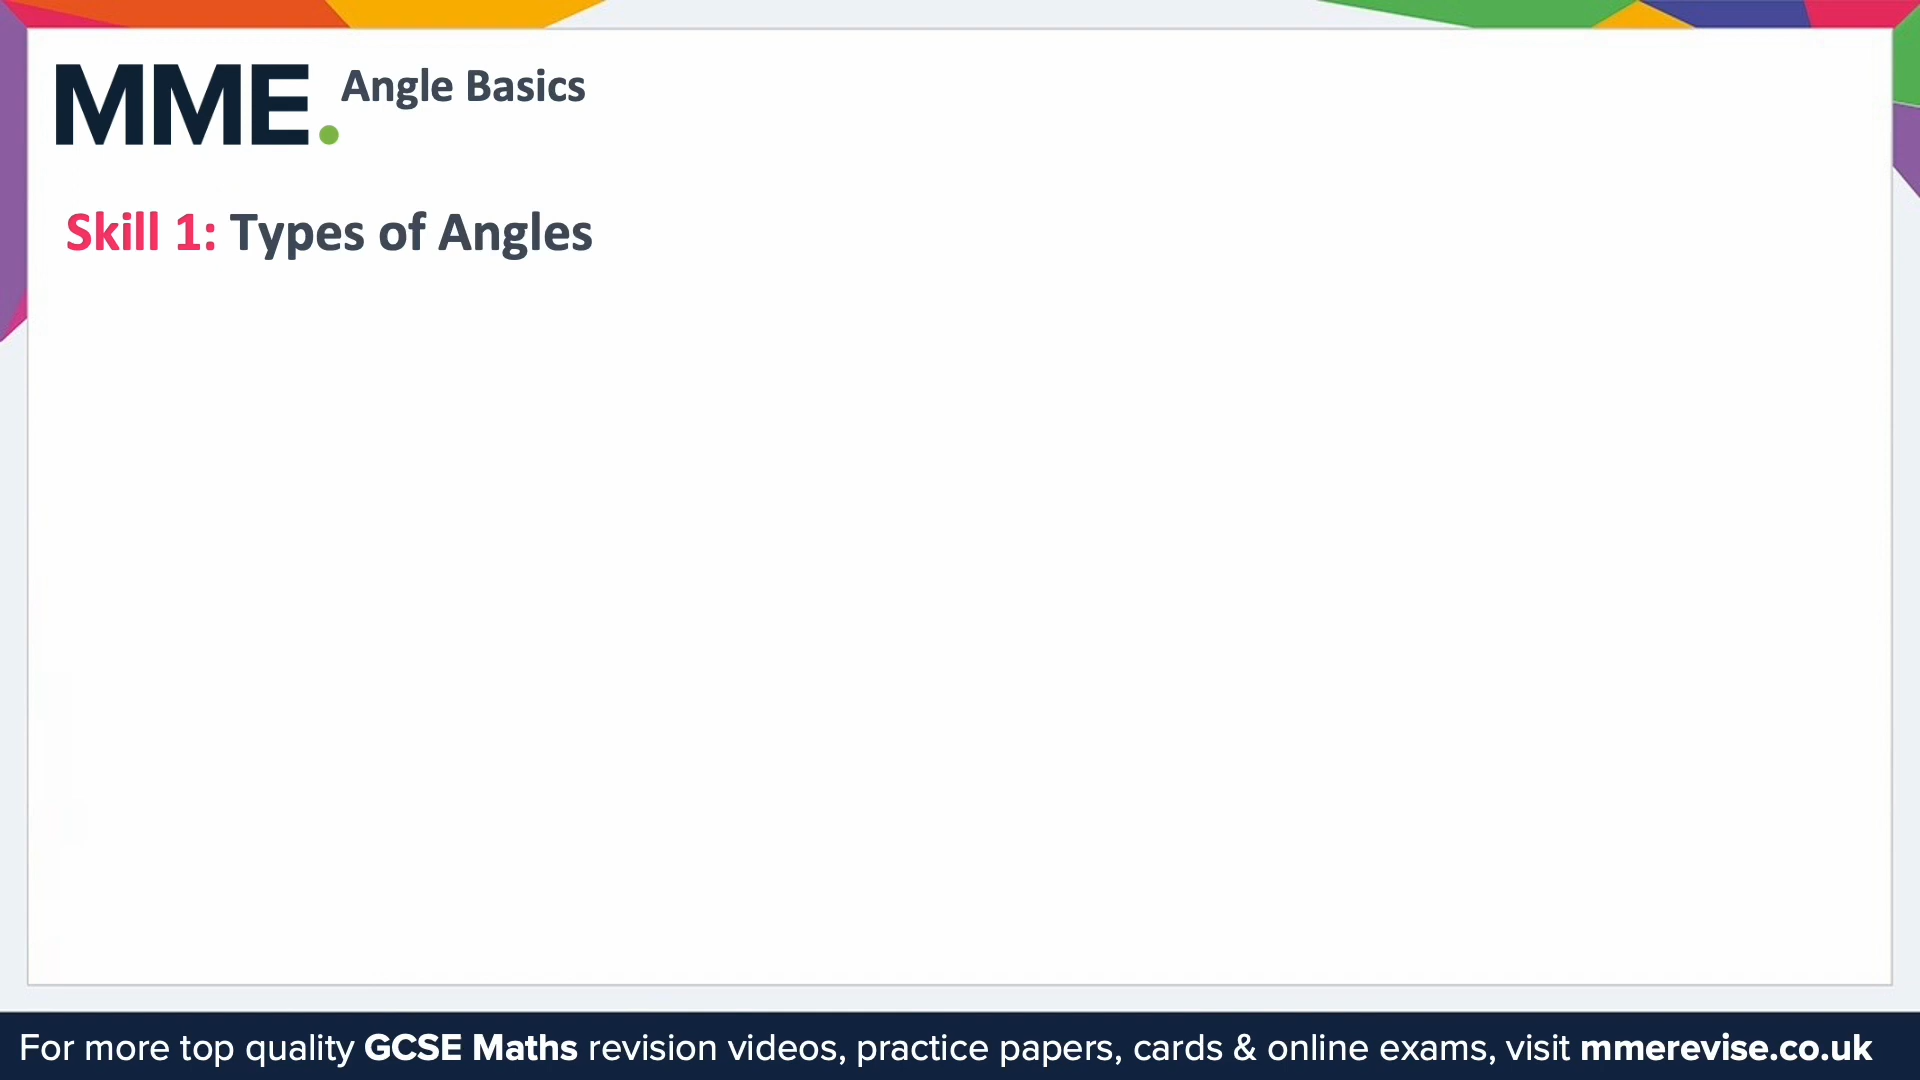 MME.
Angle Basics
Skill 1: Types of Angles
For more top quality GCSE Maths revision videos, practice papers, cards & online exams, visit mmerevise.co.uk